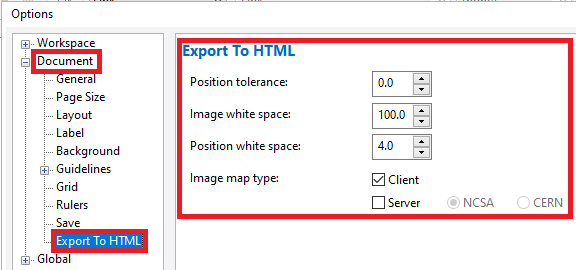 Options
Workspace
Document
General
Page Size
Layout
Label
Background
Guidelines
Grid
Rulers
Save
Export To HTML
Global
Export To HTML
Position tolerance: 0.0
Image white space: 100.0
Position white space: 4.0
Image map type: Client
Server NCSA CERN